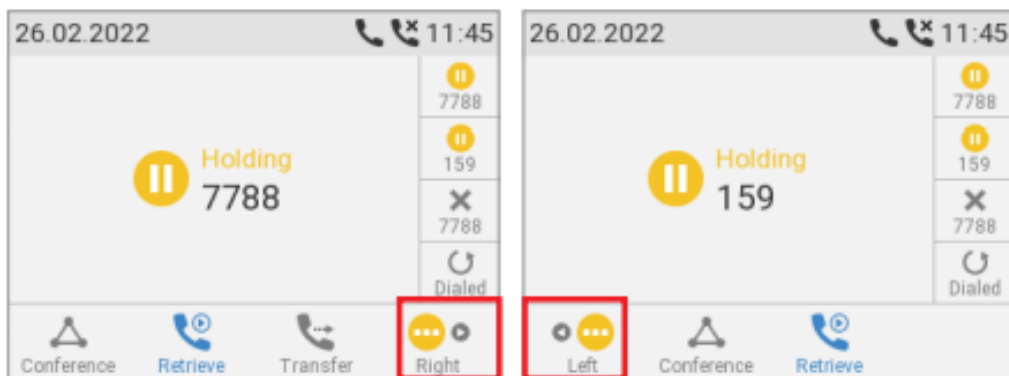 26.02.2022 11:45
7788
159
Holding
7788
7788
Dialed
Conference Retrieve Transfer Right
26.02.2022 11:45
7788
159
Holding
159
7788
Dialed
Left Conference Retrieve